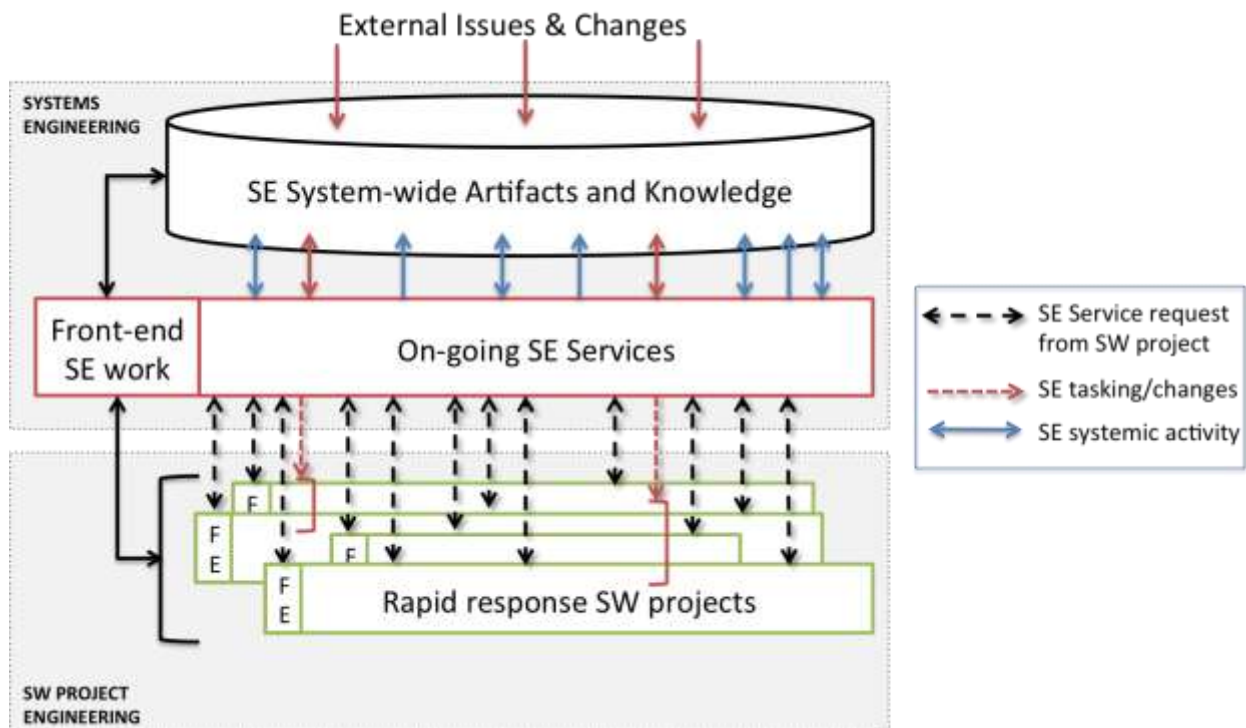 External Issues & Changes
SYSTEMS
ENGINEERING
SE System-wide Artifacts and Knowledge
Front-end
SE work
On-going SE Services
SE Service request
from SW project
SE tasking/changes
SE systemic activity
F
F
E
F
F
E
Rapid response SW projects
SW PROJECT
ENGINEERING